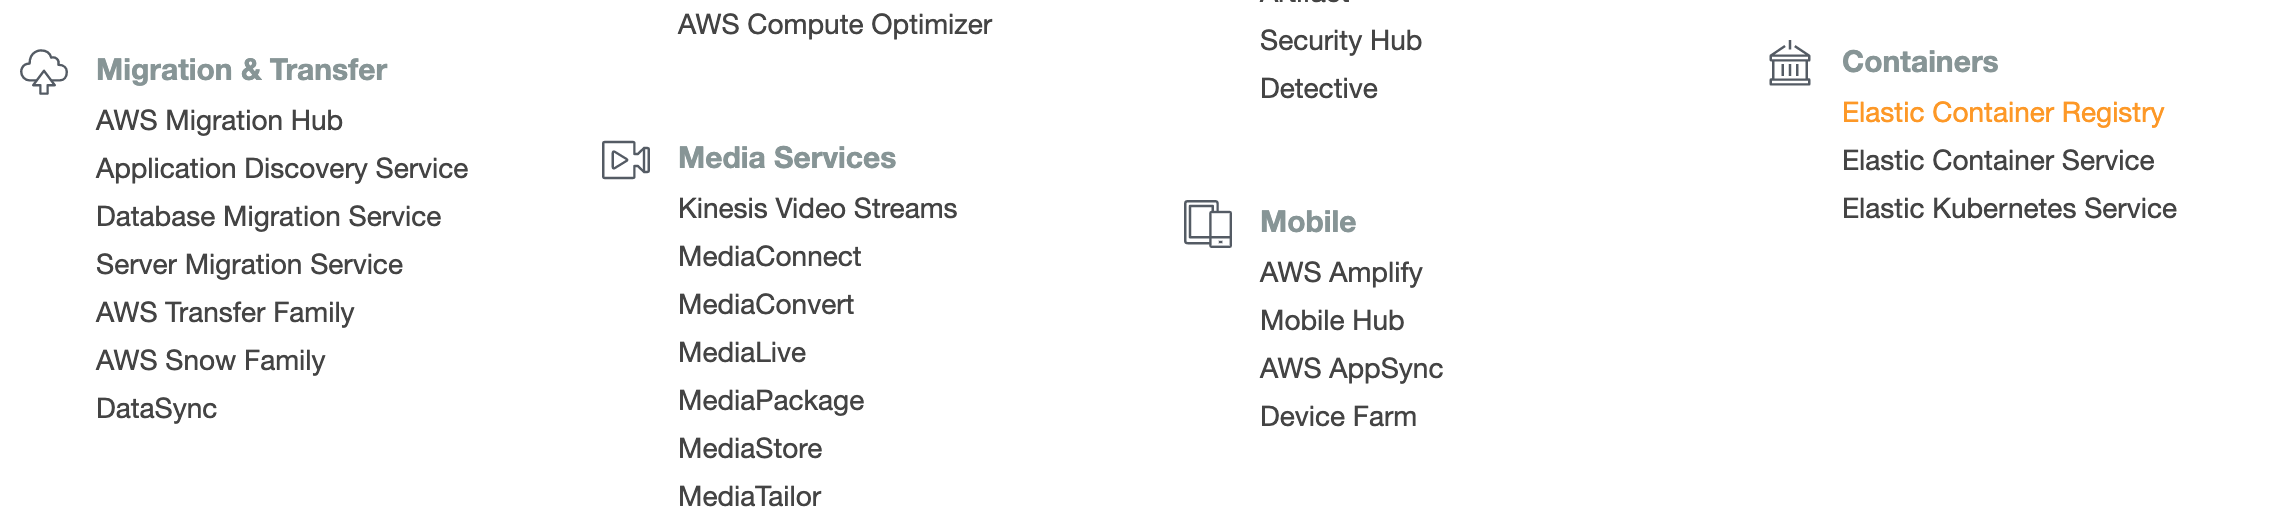 Migration & Transfer
AWS Migration Hub
Application Discovery Service
Database Migration Service
Server Migration Service
AWS Transfer Family
AWS Snow Family
DataSync
AWS Compute Optimizer
Media Services
Kinesis Video Streams
MediaConnect
MediaConvert
MediaLive
MediaPackage
MediaStore
MediaTailor
Security Hub
Detective
Mobile
AWS Amplify
Mobile Hub
AWS AppSync
Device Farm
Containers
Elastic Container Registry
Elastic Container Service
Elastic Kubernetes Service